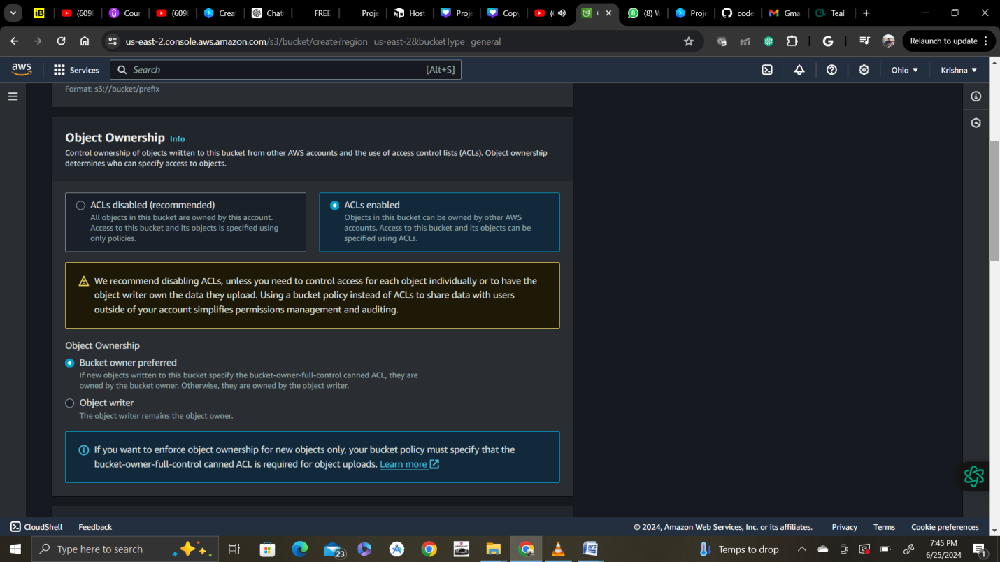 iB
(609
Cour
(609
Crea
Chat
FREE
Proje
Host
Proje
Copy
(
(8) W
Proje
code
Gma
Teal
us-east-2.console.aws.amazon.com/s3/bucket/create?region=us-east-2&bucketType=general
G
Relaunch to update
aws
Services
Search
[Alt+S]
Ohio
Krishna
Format: s3://bucket/prefix
Object Ownership Info
Control ownership of objects written to this bucket from other AWS accounts and the use of access control lists (ACLs). Object ownership
determines who can specify access to objects.
ACLs disabled (recommended)
All objects in this bucket are owned by this account.
Access to this bucket and its objects is specified using
only policies.
ACLs enabled
Objects in this bucket can be owned by other AWS
accounts. Access to this bucket and its objects can be
specified using ACLs.
We recommend disabling ACLs, unless you need to control access for each object individually or to have the
object writer own the data they upload. Using a bucket policy instead of ACLs to share data with users
outside of your account simplifies permissions management and auditing.
Object Ownership
Bucket owner preferred
If new objects written to this bucket specify the bucket-owner-full-control canned ACL, they are
owned by the bucket owner. Otherwise, they are owned by the object writer.
Object writer
The object writer remains the object owner.
If you want to enforce object ownership for new objects only, your bucket policy must specify that the
bucket-owner-full-control canned ACL is required for object uploads. Learn more
CloudShell
Feedback
© 2024, Amazon Web Services, Inc. or its affiliates.
Privacy
Terms
Cookie preferences
Type here to search
23
Temps to drop
7:45 PM
6/25/2024
1